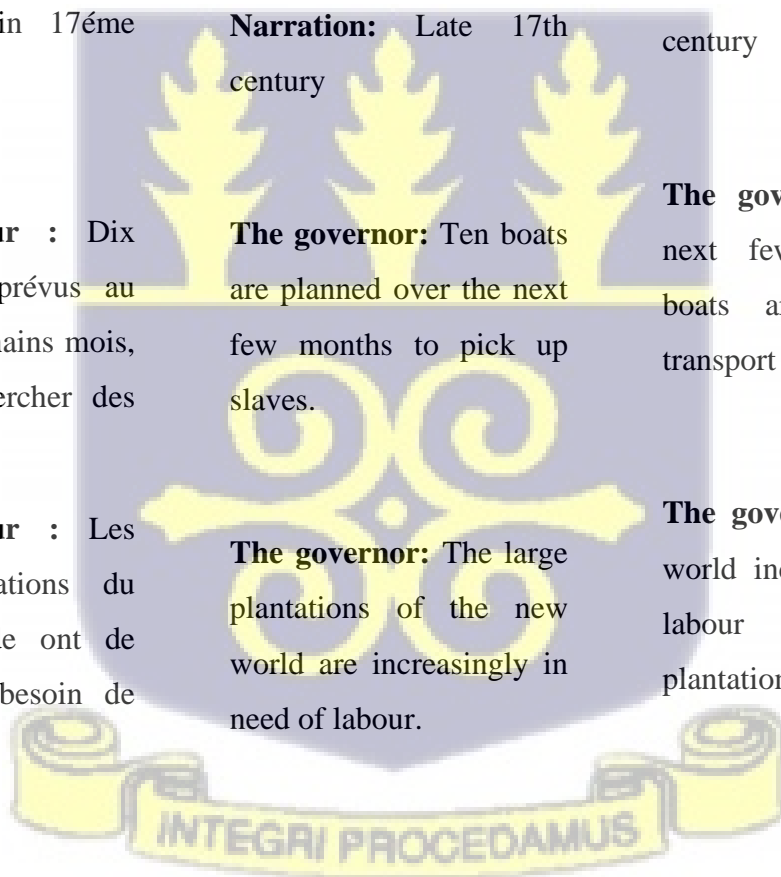 in 17éme
ur : Dix
prévus au
ains mois,
ercher des
ur : Les
ations du
e ont de
besoin de
Narration: Late 17th
century
The governor: Ten boats
are planned over the next
few months to pick up
slaves.
The governor: The large
plantations of the new
world are increasingly in
need of labour.
century
The gov
next few
boats a
transport
The gove
world inc
labour
plantation
INTEGRI PROCEDAMUS